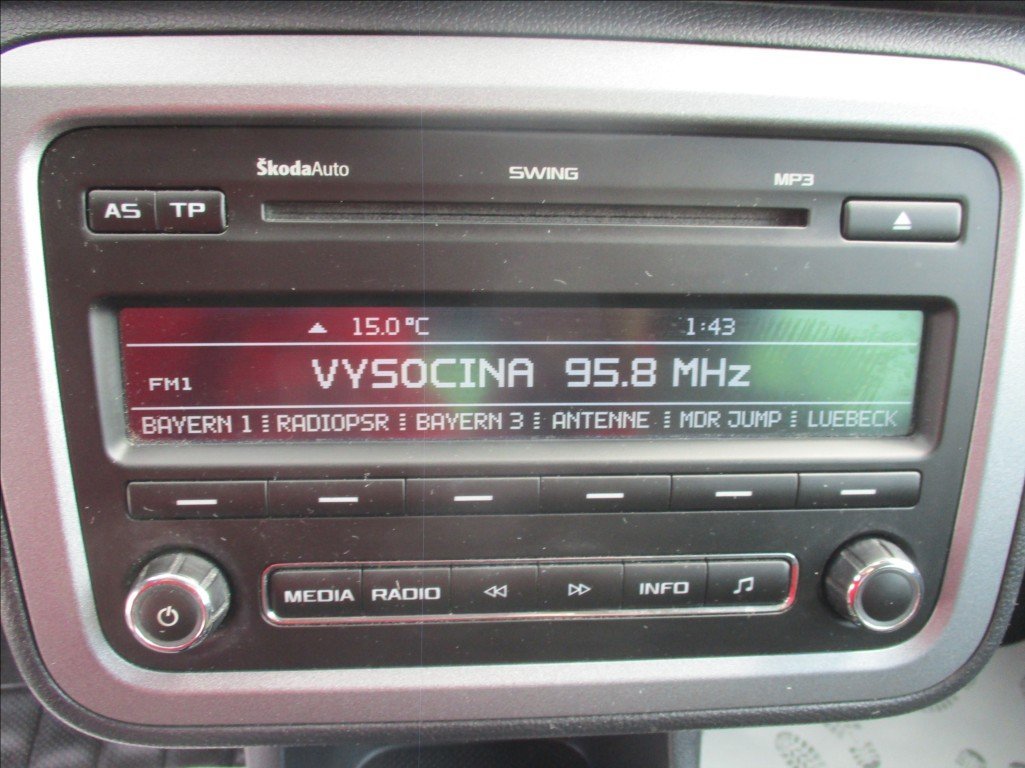 ŠkodaAuto SWING MP3
AS TP
15.0°C 1:43
FM1 VYSOCINA 95.8 MHz
BAYERN 1 RADIOPSR BAYERN 3 ANTENNE MDR JUMP LUEBECK
MEDIA RADIO INFO